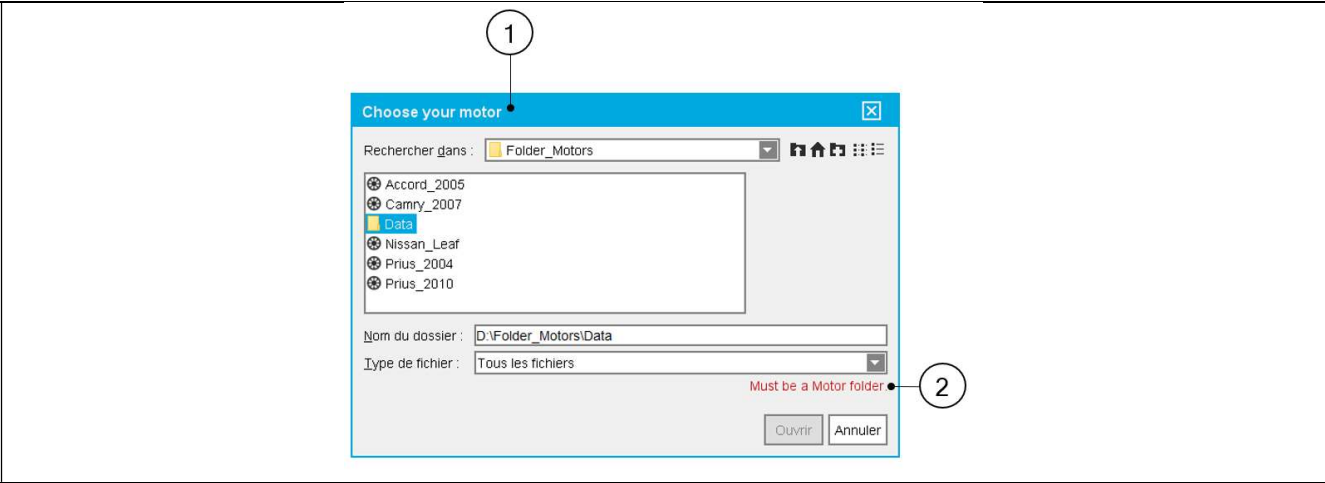 1
Choose your motor
Rechercher dans :
Folder_Motors
Accord_2005
Camry_2007
Data
Nissan_Leaf
Prius_2004
Prius_2010
Nom du dossier : D:\Folder_Motors\Data
Type de fichier : Tous les fichiers
Must be a Motor folder.
2
Ouvrir Annuler